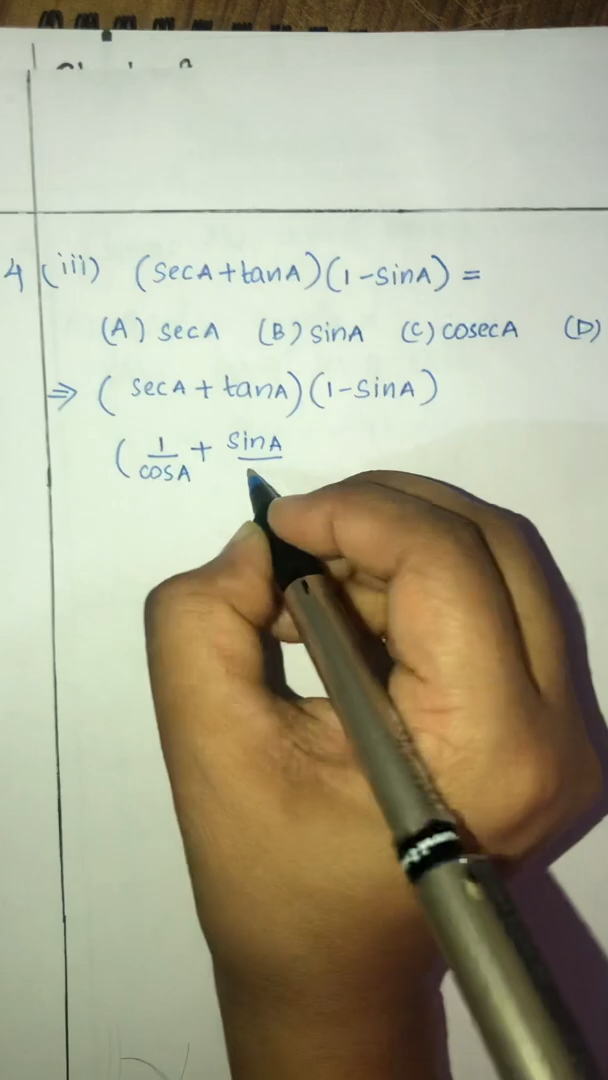 4 (iii) (secA+tanA)(1-sinA) =
(A) secA (B) sinA (C) cosecA (D)
⇒ (secA + tanA)(1-sinA)
(1/cosA + sinA/